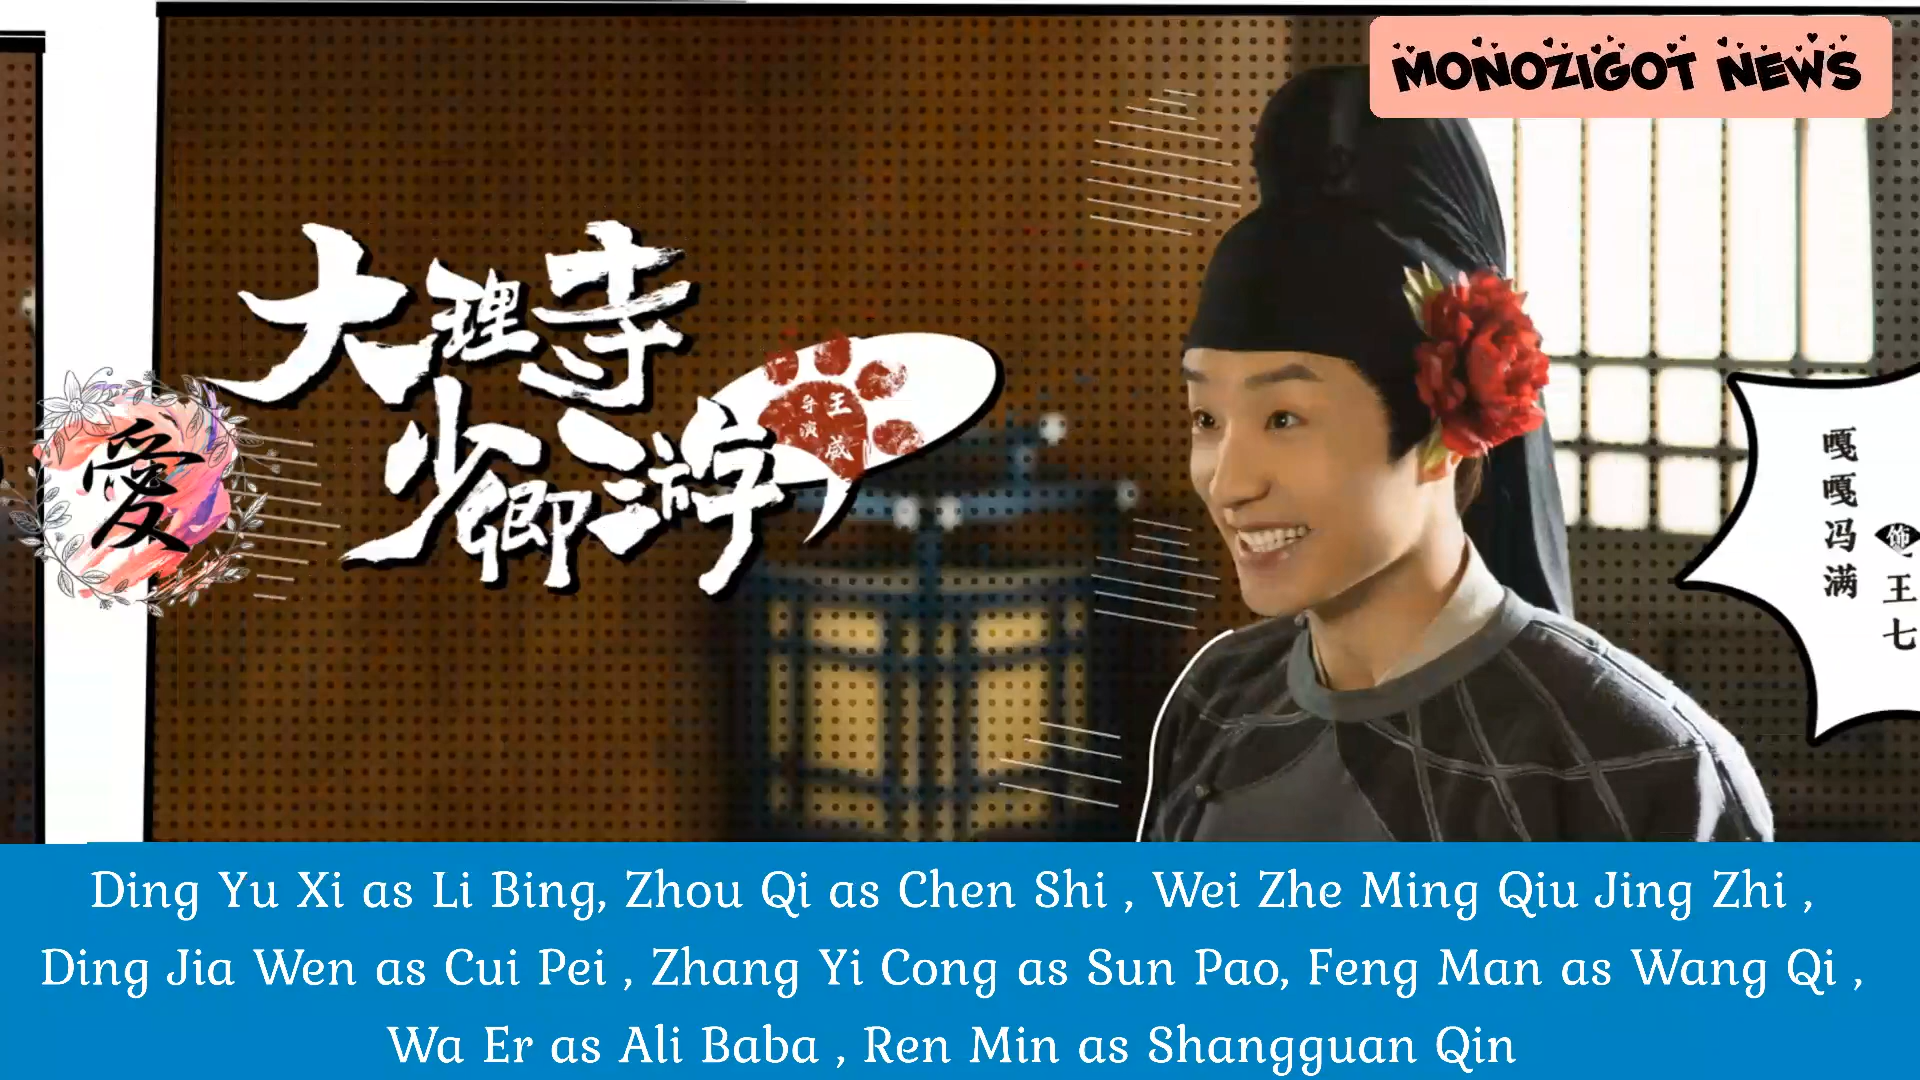 MONOZIGOT NEWS
大理寺
少卿游
王
导
演
葳
愛
嘎嘎冯满
饰
王七
Ding Yu Xi as Li Bing, Zhou Qi as Chen Shi , Wei Zhe Ming Qiu Jing Zhi ,
Ding Jia Wen as Cui Pei , Zhang Yi Cong as Sun Pao, Feng Man as Wang Qi ,
Wa Er as Ali Baba , Ren Min as Shangguan Qin